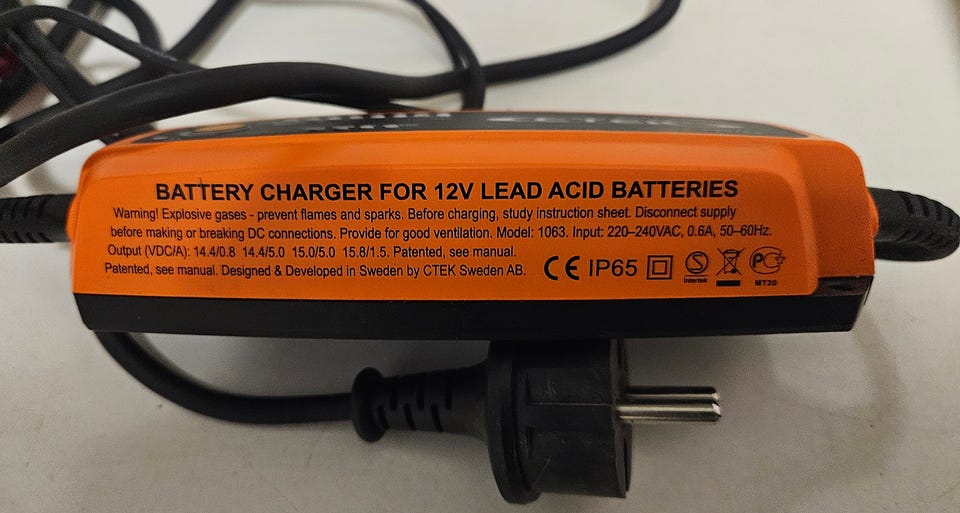 BATTERY CHARGER FOR 12V LEAD ACID BATTERIES
Warning! Explosive gases - prevent flames and sparks. Before charging, study instruction sheet. Disconnect supply
before making or breaking DC connections. Provide for good ventilation. Model: 1063. Input: 220–240VAC, 0.6A, 50–60Hz.
Output (VDC/A): 14.4/0.8  14.4/5.0  15.0/5.0  15.8/1.5. Patented, see manual.
Patented, see manual. Designed & Developed in Sweden by CTEK Sweden AB.
CE IP65
Intertek
MT20